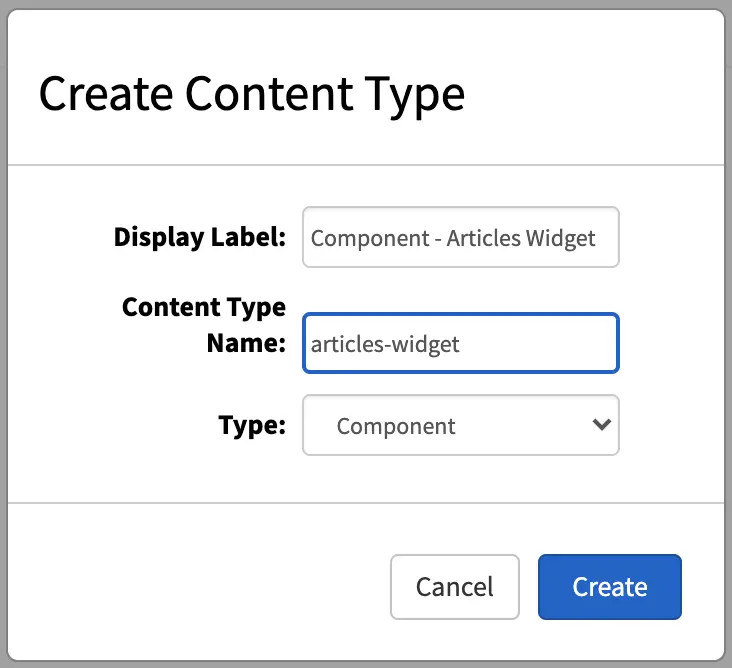 Create Content Type
Display Label: Component - Articles Widget
Content Type
Name: articles-widget
Type: Component
Cancel Create